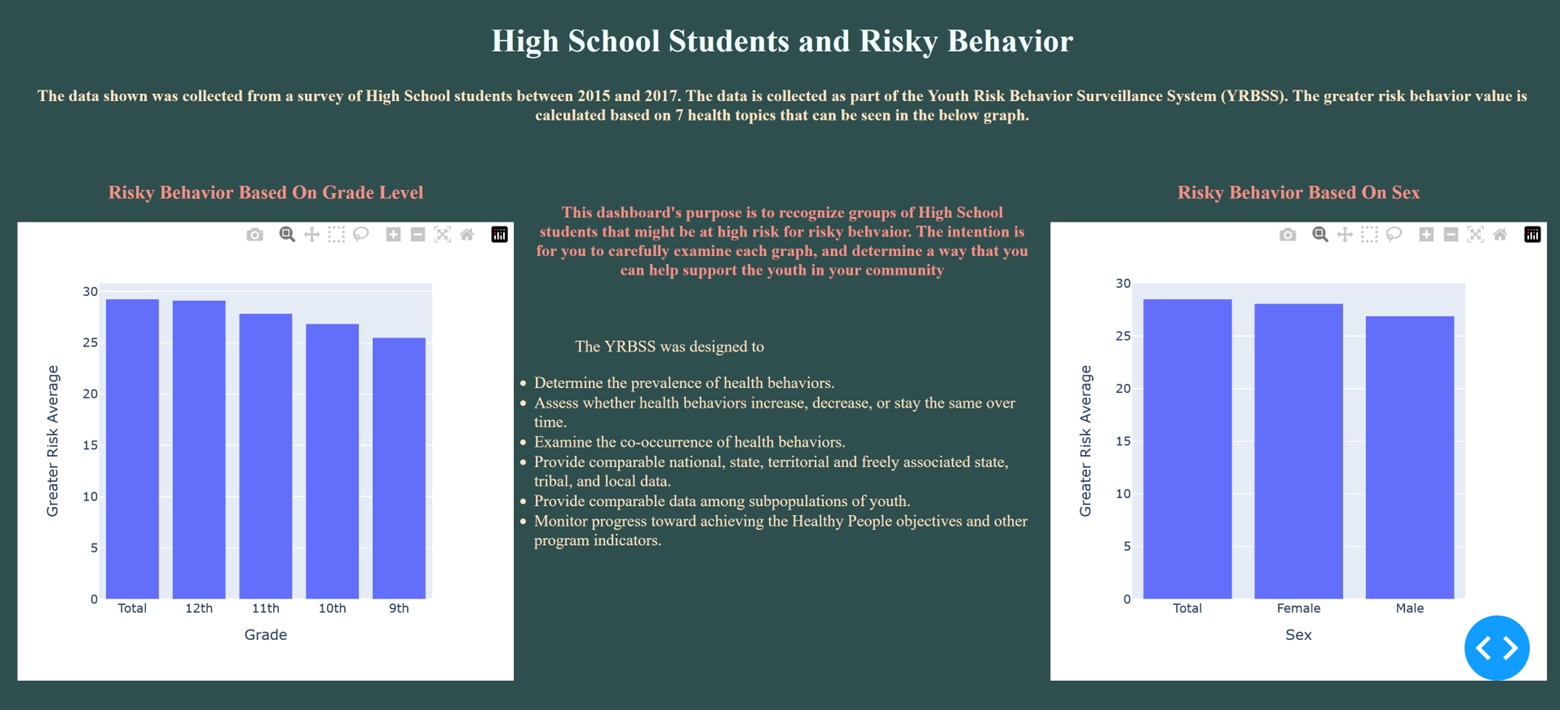 High School Students and Risky Behavior
The data shown was collected from a survey of High School students between 2015 and 2017. The data is collected as part of the Youth Risk Behavior Surveillance System (YRBSS). The greater risk behavior value is
calculated based on 7 health topics that can be seen in the below graph.
Risky Behavior Based On Grade Level
30
25
20
15
10
5
0
Greater Risk Average
Total 12th 11th 10th 9th
Grade
This dashboard's purpose is to recognize groups of High School
students that might be at high risk for risky behvaior. The intention is
for you to carefully examine each graph, and determine a way that you
can help support the youth in your community
The YRBSS was designed to
• Determine the prevalence of health behaviors.
• Assess whether health behaviors increase, decrease, or stay the same over
time.
• Examine the co-occurrence of health behaviors.
• Provide comparable national, state, territorial and freely associated state,
tribal, and local data.
• Provide comparable data among subpopulations of youth.
• Monitor progress toward achieving the Healthy People objectives and other
program indicators.
Risky Behavior Based On Sex
30
25
20
15
10
5
0
Greater Risk Average
Total Female Male
Sex